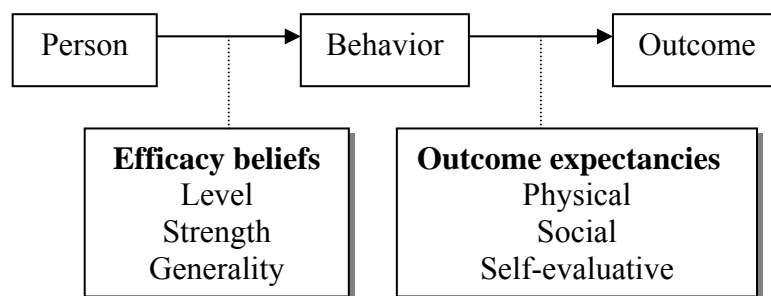 Person
Behavior
Outcome
Efficacy beliefs
Level
Strength
Generality
Outcome expectancies
Physical
Social
Self-evaluative